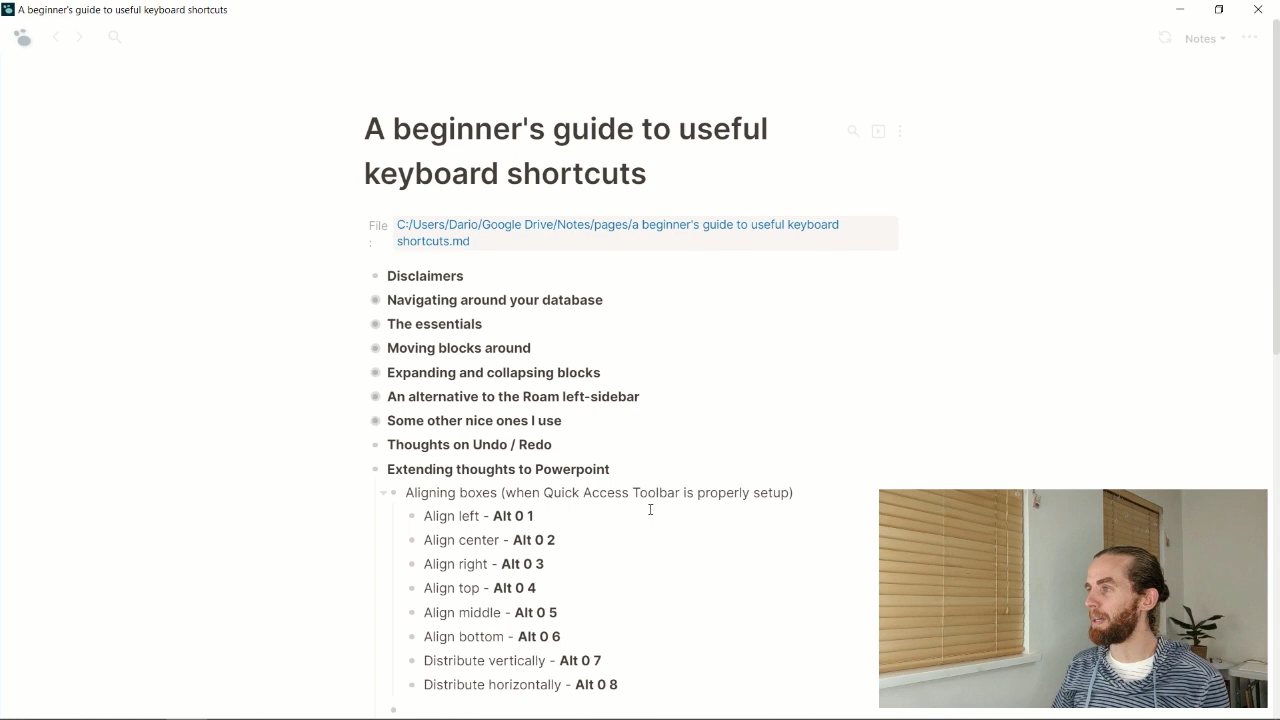 A beginner's guide to useful keyboard shortcuts
Notes
A beginner's guide to useful
keyboard shortcuts
File
:
C:/Users/Dario/Google Drive/Notes/pages/a beginner's guide to useful keyboard
shortcuts.md
Disclaimers
Navigating around your database
The essentials
Moving blocks around
Expanding and collapsing blocks
An alternative to the Roam left-sidebar
Some other nice ones I use
Thoughts on Undo / Redo
Extending thoughts to Powerpoint
Aligning boxes (when Quick Access Toolbar is properly setup)
Align left - Alt 0 1
Align center - Alt 0 2
Align right - Alt 0 3
Align top - Alt 0 4
Align middle - Alt 0 5
Align bottom - Alt 0 6
Distribute vertically - Alt 0 7
Distribute horizontally - Alt 0 8